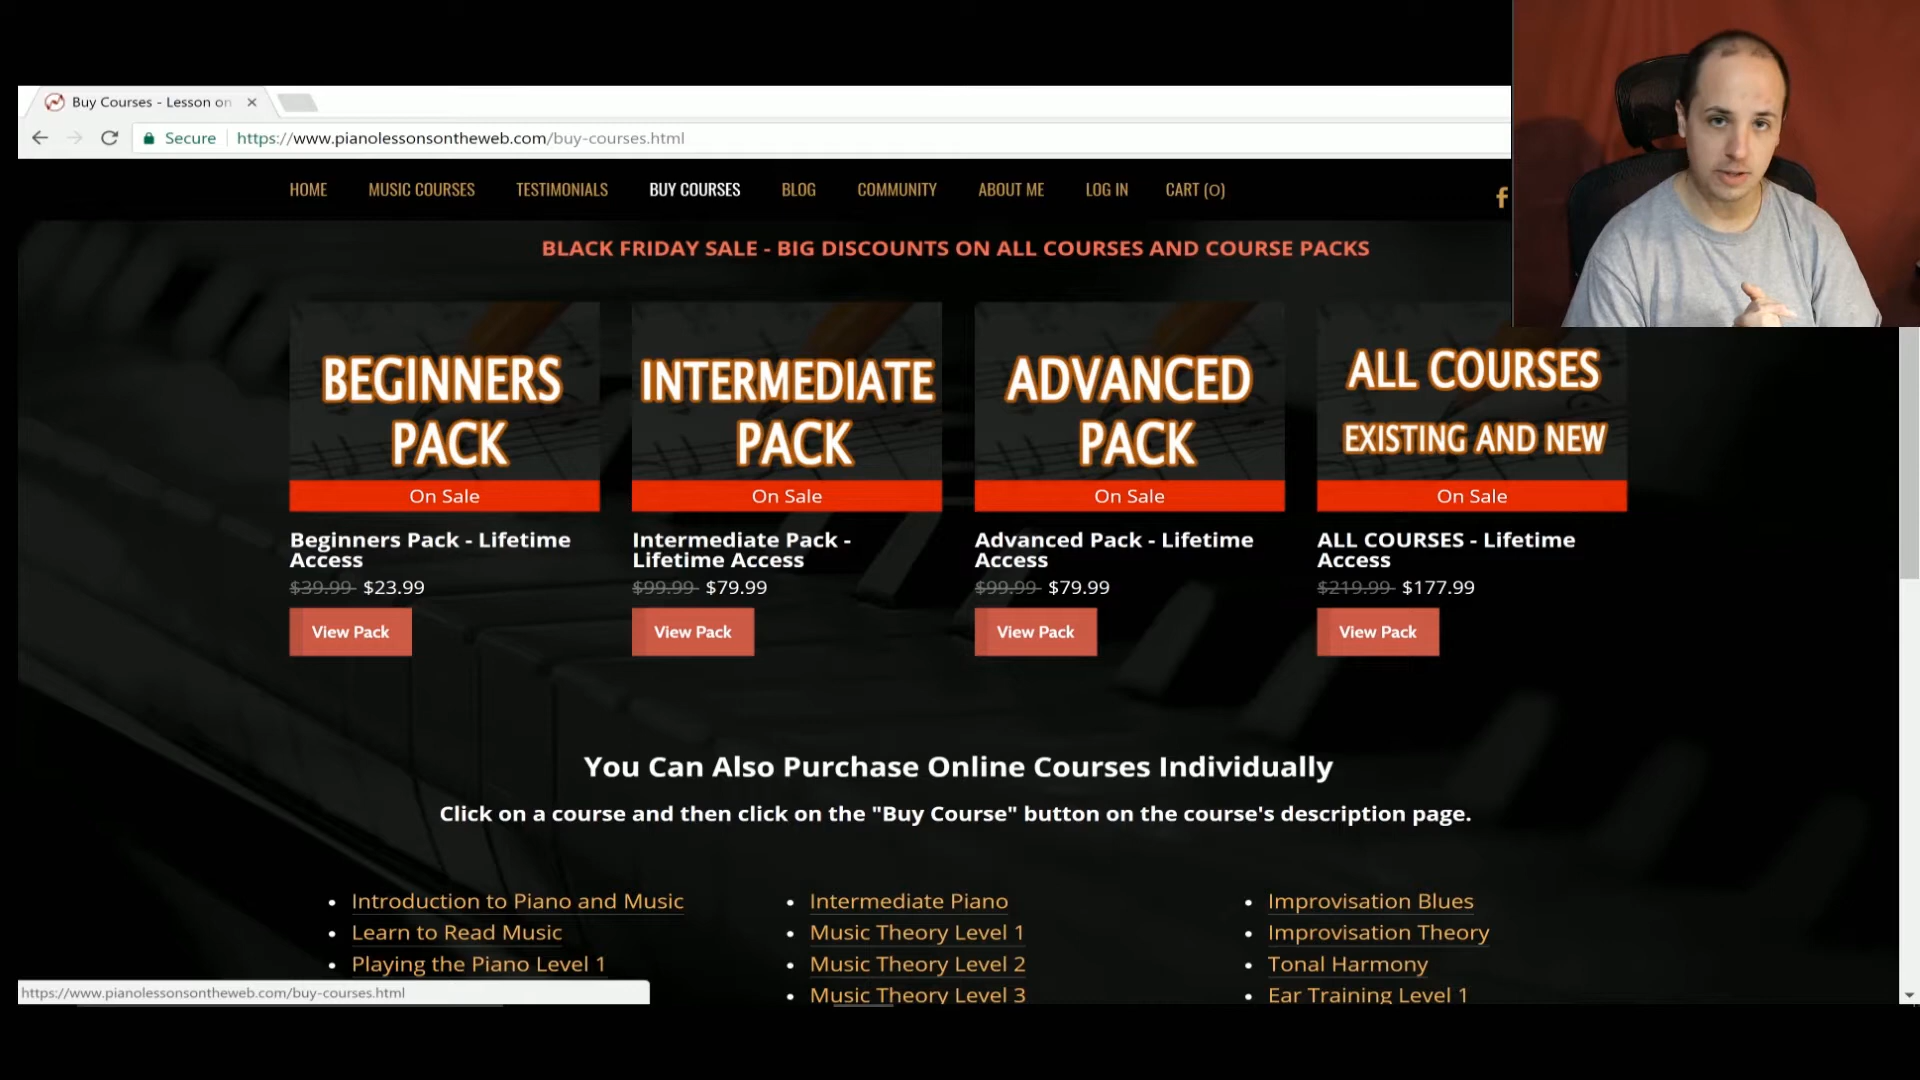 Buy Courses - Lesson on
Secure https://www.pianolessonsontheweb.com/buy-courses.html
HOME MUSIC COURSES TESTIMONIALS BUY COURSES BLOG COMMUNITY ABOUT ME LOG IN CART (0)
BLACK FRIDAY SALE - BIG DISCOUNTS ON ALL COURSES AND COURSE PACKS
BEGINNERS
PACK
On Sale
Beginners Pack - Lifetime
Access
$39.99 $23.99
View Pack
INTERMEDIATE
PACK
On Sale
Intermediate Pack -
Lifetime Access
$99.99 $79.99
View Pack
ADVANCED
PACK
On Sale
Advanced Pack - Lifetime
Access
$99.99 $79.99
View Pack
ALL COURSES
EXISTING AND NEW
On Sale
ALL COURSES - Lifetime
Access
$219.99 $177.99
View Pack
You Can Also Purchase Online Courses Individually
Click on a course and then click on the "Buy Course" button on the course's description page.
Introduction to Piano and Music
Learn to Read Music
Playing the Piano Level 1
Intermediate Piano
Music Theory Level 1
Music Theory Level 2
Music Theory Level 3
Improvisation Blues
Improvisation Theory
Tonal Harmony
Ear Training Level 1
https://www.pianolessonsontheweb.com/buy-courses.html